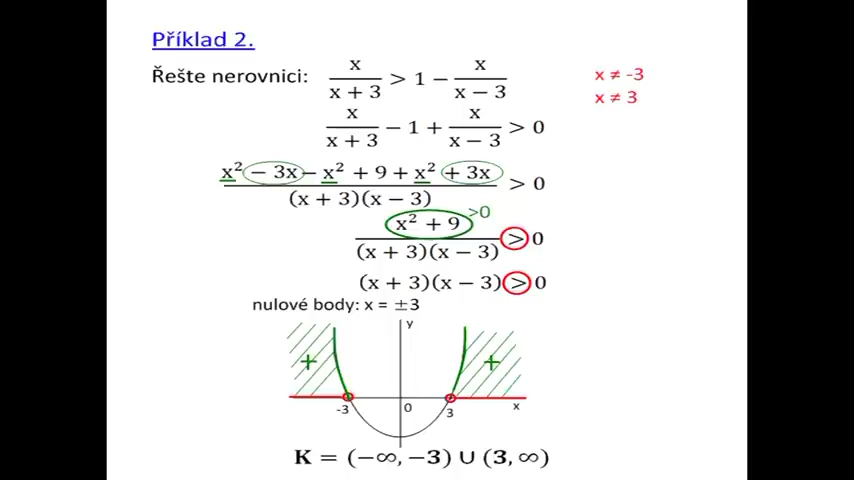 Příklad 2.
Řešte nerovnici: x/(x + 3) > 1 − x/(x − 3)
x ≠ -3
x ≠ 3
x/(x + 3) − 1 + x/(x − 3) > 0
(x² − 3x − x² + 9 + x² + 3x)/((x + 3)(x − 3)) > 0
(x² + 9)/((x + 3)(x − 3)) > 0
>0
(x + 3)(x − 3) > 0
nulové body: x = ±3
y
+ +
-3 0 3 x
K = (−∞, −3) ∪ (3, ∞)